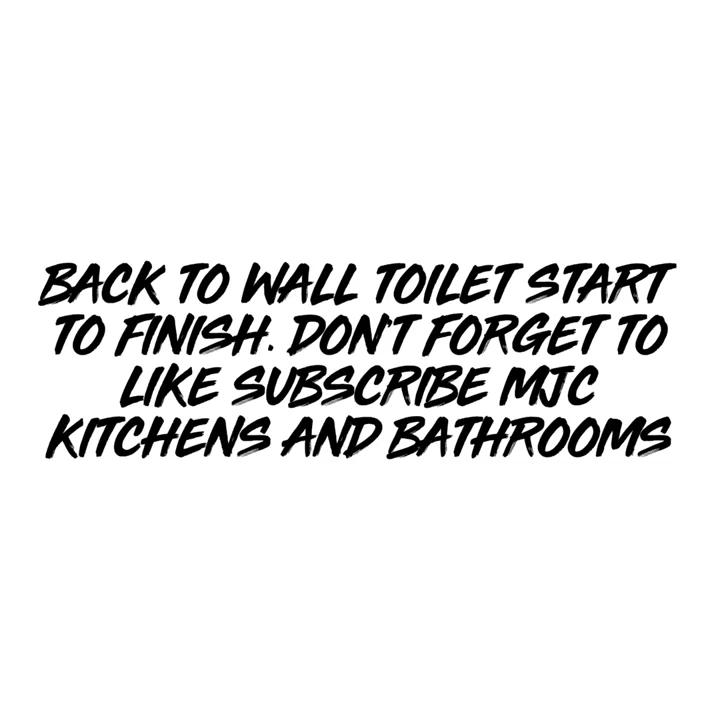 BACK TO WALL TOILET START
TO FINISH. DON'T FORGET TO
LIKE SUBSCRIBE MJC
KITCHENS AND BATHROOMS